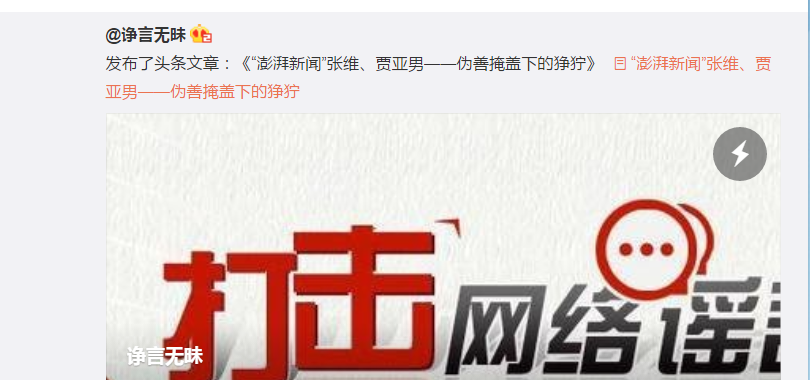 @诤言无昧
发布了头条文章：《“澎湃新闻”张维、贾亚男——伪善掩盖下的狰狞》 “澎湃新闻”张维、贾
亚男——伪善掩盖下的狰狞
打击网络谣
诤言无昧